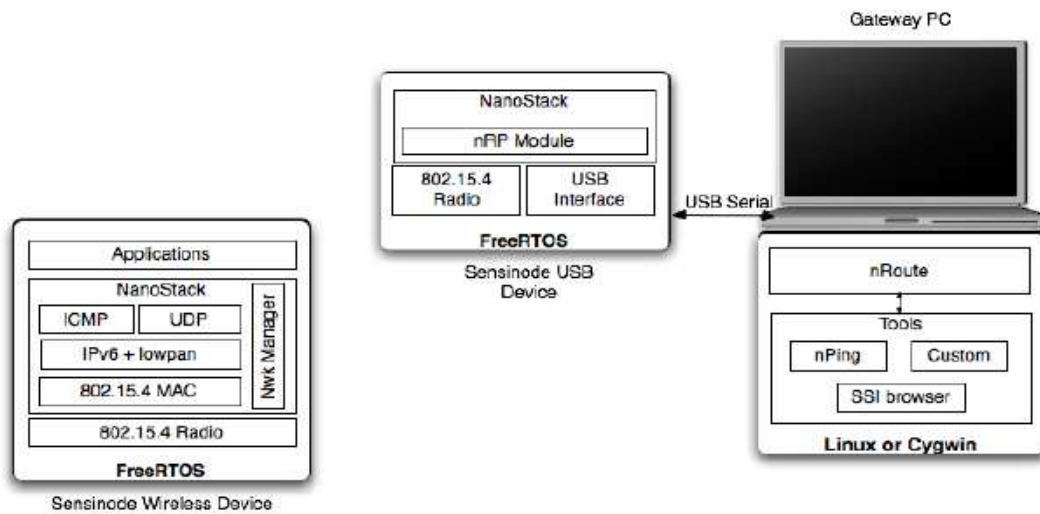 Gateway PC
NanoStack
nRP Module
802.15.4
Radio
USB
Interface
FreeRTOS
Sensinode USB
Device
USB Serial
nRoute
Tools
nPing
Custom
SSI browser
Linux or Cygwin
Applications
NanoStack
ICMP
UDP
IPv6 + lowpan
802.15.4 MAC
Nwk Manager
802.15.4 Radio
FreeRTOS
Sensinode Wireless Device